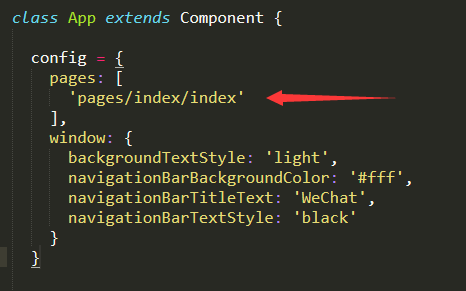 class App extends Component {
config = {
pages: [
'pages/index/index'
],
window: {
backgroundTextStyle: 'light',
navigationBarBackgroundColor: '#fff',
navigationBarTitleText: 'WeChat',
navigationBarTextStyle: 'black'
}
}